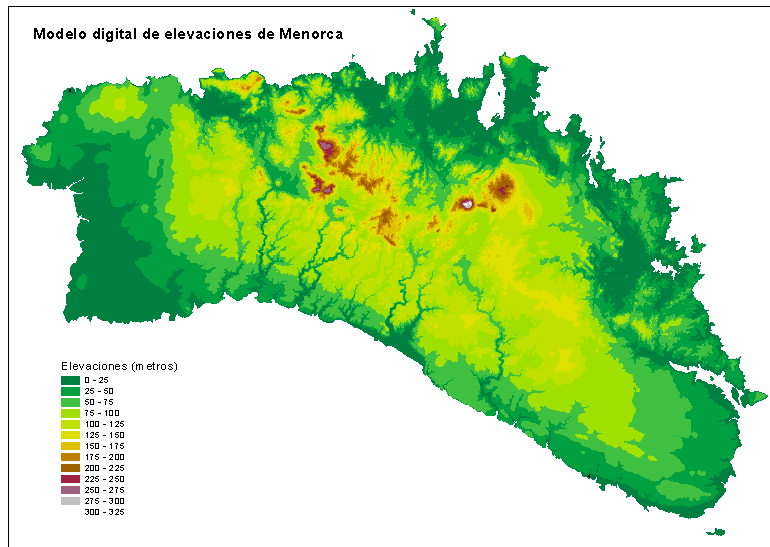 Modelo digital de elevaciones de Menorca
Elevaciones (metros)
0 - 25
25 - 50
50 - 75
75 - 100
100 - 125
125 - 150
150 - 175
175 - 200
200 - 225
225 - 250
250 - 275
275 - 300
300 - 325